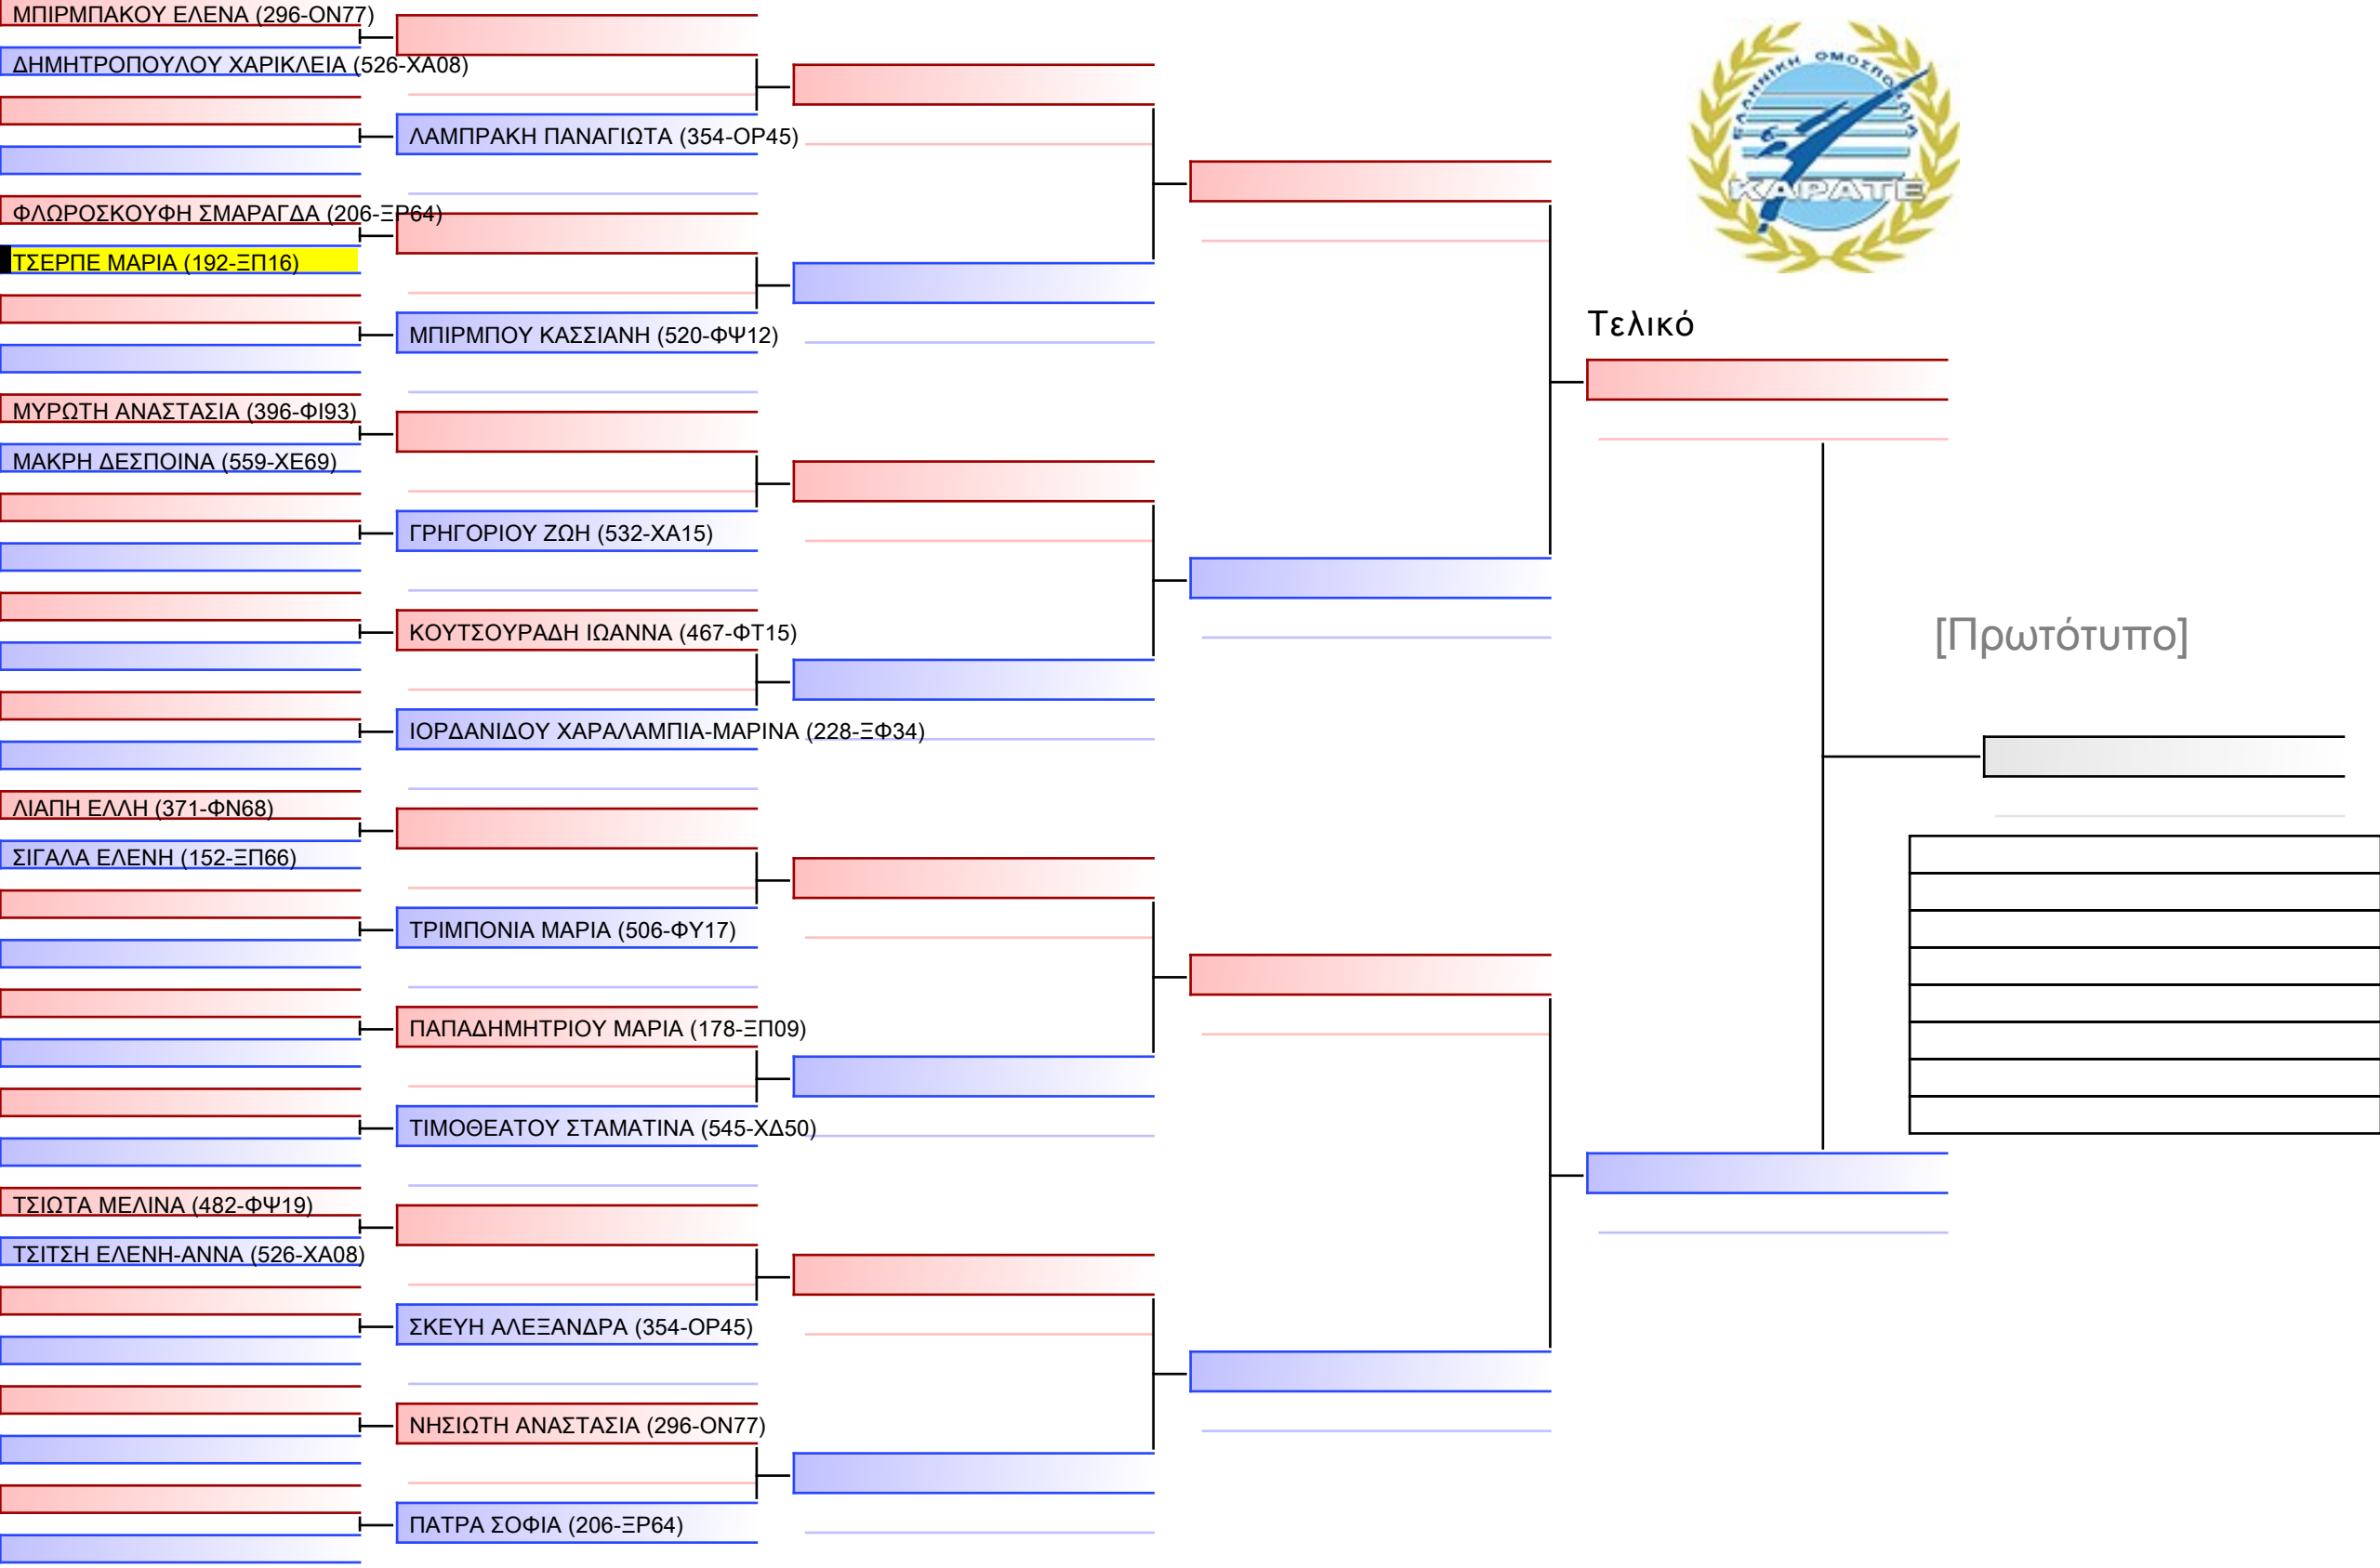 ΜΠΙΡΜΠΑΚΟΥ ΕΛΕΝΑ (296-ΟΝ77)
ΔΗΜΗΤΡΟΠΟΥΛΟΥ ΧΑΡΙΚΛΕΙΑ (526-ΧΑ08)
ΛΑΜΠΡΑΚΗ ΠΑΝΑΓΙΩΤΑ (354-ΟΡ45)
ΦΛΩΡΟΣΚΟΥΦΗ ΣΜΑΡΑΓΔΑ (206-ΞΡ64)
ΤΣΕΡΠΕ ΜΑΡΙΑ (192-ΞΠ16)
ΜΠΙΡΜΠΟΥ ΚΑΣΣΙΑΝΗ (520-ΦΨ12)
ΜΥΡΩΤΗ ΑΝΑΣΤΑΣΙΑ (396-ΦΙ93)
ΜΑΚΡΗ ΔΕΣΠΟΙΝΑ (559-ΧΕ69)
ΓΡΗΓΟΡΙΟΥ ΖΩΗ (532-ΧΑ15)
ΚΟΥΤΣΟΥΡΑΔΗ ΙΩΑΝΝΑ (467-ΦΤ15)
ΙΟΡΔΑΝΙΔΟΥ ΧΑΡΑΛΑΜΠΙΑ-ΜΑΡΙΝΑ (228-ΞΦ34)
ΛΙΑΠΗ ΕΛΛΗ (371-ΦΝ68)
ΣΙΓΑΛΑ ΕΛΕΝΗ (152-ΞΠ66)
ΤΡΙΜΠΟΝΙΑ ΜΑΡΙΑ (506-ΦΥ17)
ΠΑΠΑΔΗΜΗΤΡΙΟΥ ΜΑΡΙΑ (178-ΞΠ09)
ΤΙΜΟΘΕΑΤΟΥ ΣΤΑΜΑΤΙΝΑ (545-ΧΔ50)
ΤΣΙΩΤΑ ΜΕΛΙΝΑ (482-ΦΨ19)
ΤΣΙΤΣΗ ΕΛΕΝΗ-ΑΝΝΑ (526-ΧΑ08)
ΣΚΕΥΗ ΑΛΕΞΑΝΔΡΑ (354-ΟΡ45)
ΝΗΣΙΩΤΗ ΑΝΑΣΤΑΣΙΑ (296-ΟΝ77)
ΠΑΤΡΑ ΣΟΦΙΑ (206-ΞΡ64)
ΕΛΛΗΝΙΚΗ ΟΜΟΣΠΟΝΔΙΑ
ΚΑΡΑΤΕ
Τελικό
[Πρωτότυπο]